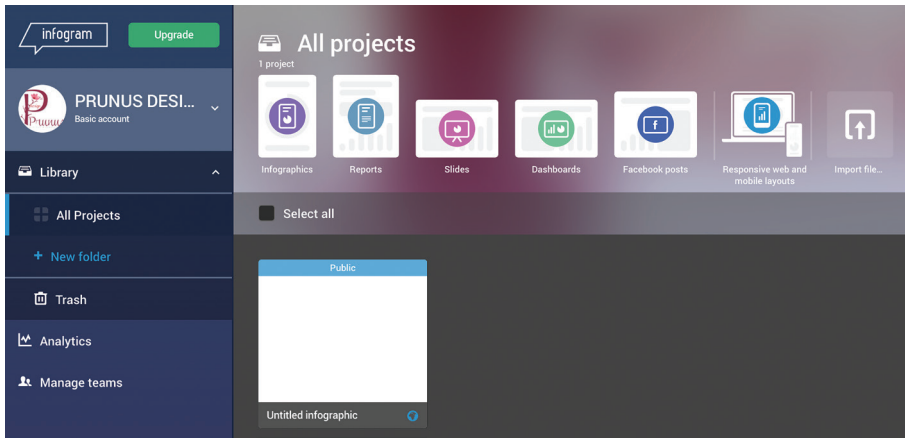 infogram
Upgrade
PRUNUS DESI...
Basic account
Library
All Projects
+ New folder
Trash
Analytics
Manage teams
All projects
1 project
Infographics
Reports
Slides
Dashboards
Facebook posts
Responsive web and
mobile layouts
Import file...
Select all
Public
Untitled infographic